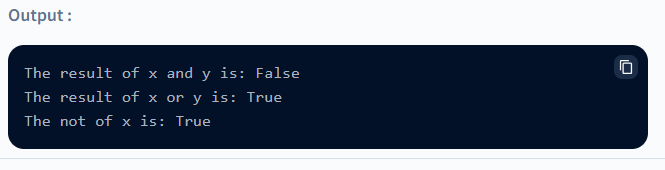 Output :
The result of x and y is: False
The result of x or y is: True
The not of x is: True